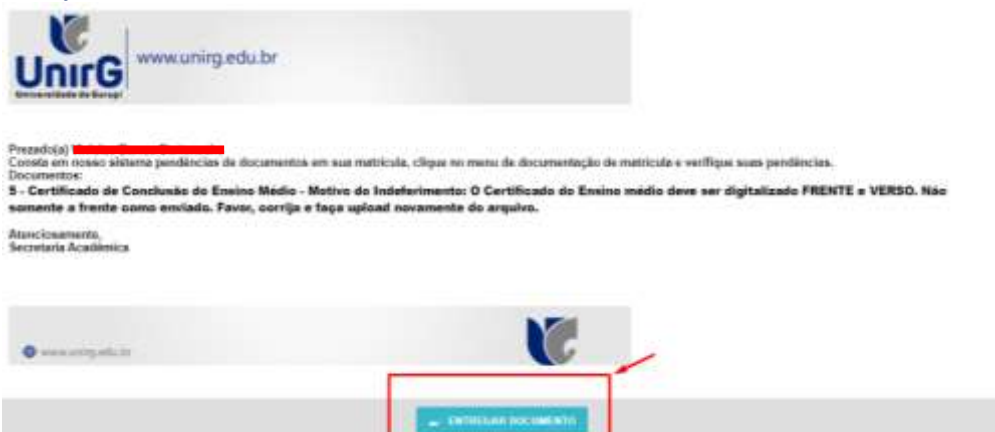 UnirG
Universidade de Gurupi
www.unirg.edu.br
Prezado(a)
Consta em nosso sistema pendências de documentos em sua matrícula, clique no menu de documentação de matrícula e verifique suas pendências.
Documentos:
5 - Certificado de Conclusão do Ensino Médio - Motivo do Indeferimento: O Certificado do Ensino médio deve ser digitalizado FRENTE e VERSO. Não
somente a frente como enviado. Favor, corrija e faça upload novamente do arquivo.
Atenciosamente,
Secretaria Acadêmica
www.unirg.edu.br
ENTREGAR DOCUMENTO